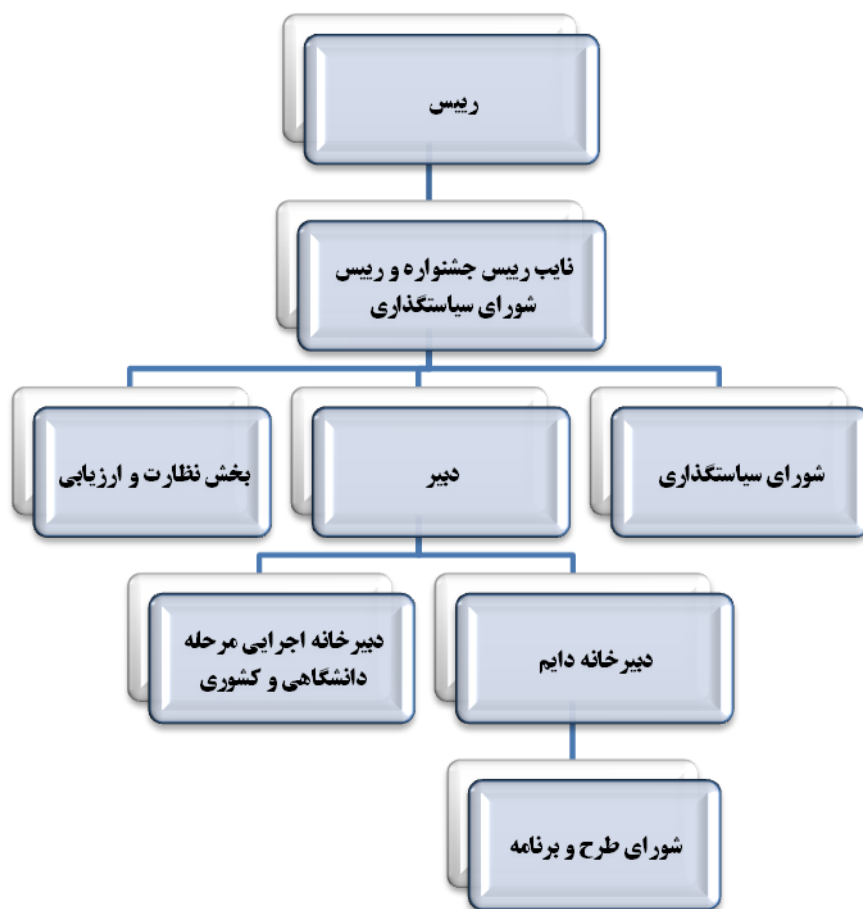 رییس
نایب رییس جشنواره و رییس
شورای سیاستگذاری
شورای سیاستگذاری
دبیر
بخش نظارت و ارزیابی
دبیرخانه دایم
دبیرخانه اجرایی مرحله
دانشگاهی و کشوری
شورای طرح و برنامه